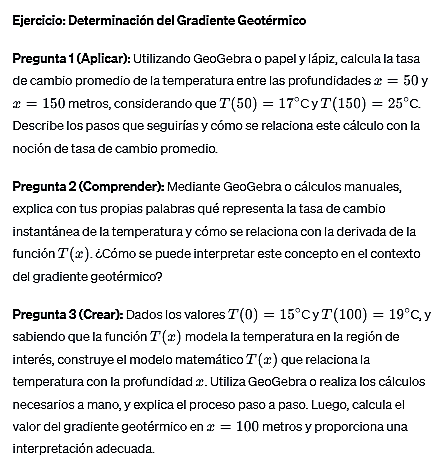 Ejercicio: Determinación del Gradiente Geotérmico
Pregunta 1 (Aplicar): Utilizando GeoGebra o papel y lápiz, calcula la tasa
de cambio promedio de la temperatura entre las profundidades x = 50 y
x = 150 metros, considerando que T(50) = 17°C y T(150) = 25°C.
Describe los pasos que seguirías y cómo se relaciona este cálculo con la
noción de tasa de cambio promedio.
Pregunta 2 (Comprender): Mediante GeoGebra o cálculos manuales,
explica con tus propias palabras qué representa la tasa de cambio
instantánea de la temperatura y cómo se relaciona con la derivada de la
función T(x). ¿Cómo se puede interpretar este concepto en el contexto
del gradiente geotérmico?
Pregunta 3 (Crear): Dados los valores T(0) = 15°C y T(100) = 19°C, y
sabiendo que la función T(x) modela la temperatura en la región de
interés, construye el modelo matemático T(x) que relaciona la
temperatura con la profundidad x. Utiliza GeoGebra o realiza los cálculos
necesarios a mano, y explica el proceso paso a paso. Luego, calcula el
valor del gradiente geotérmico en x = 100 metros y proporciona una
interpretación adecuada.